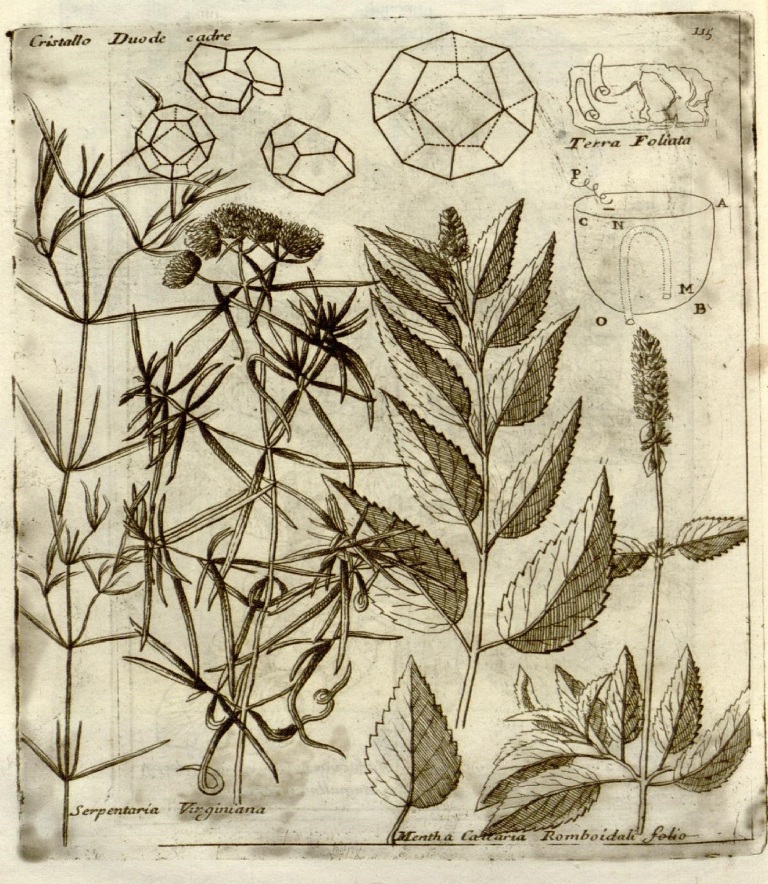 Cristallo Duode cadre
115
Terra Foliata
P
A
C N
M
B
O
Serpentaria Virginiana
Mentha Cattaria Romboidali folio